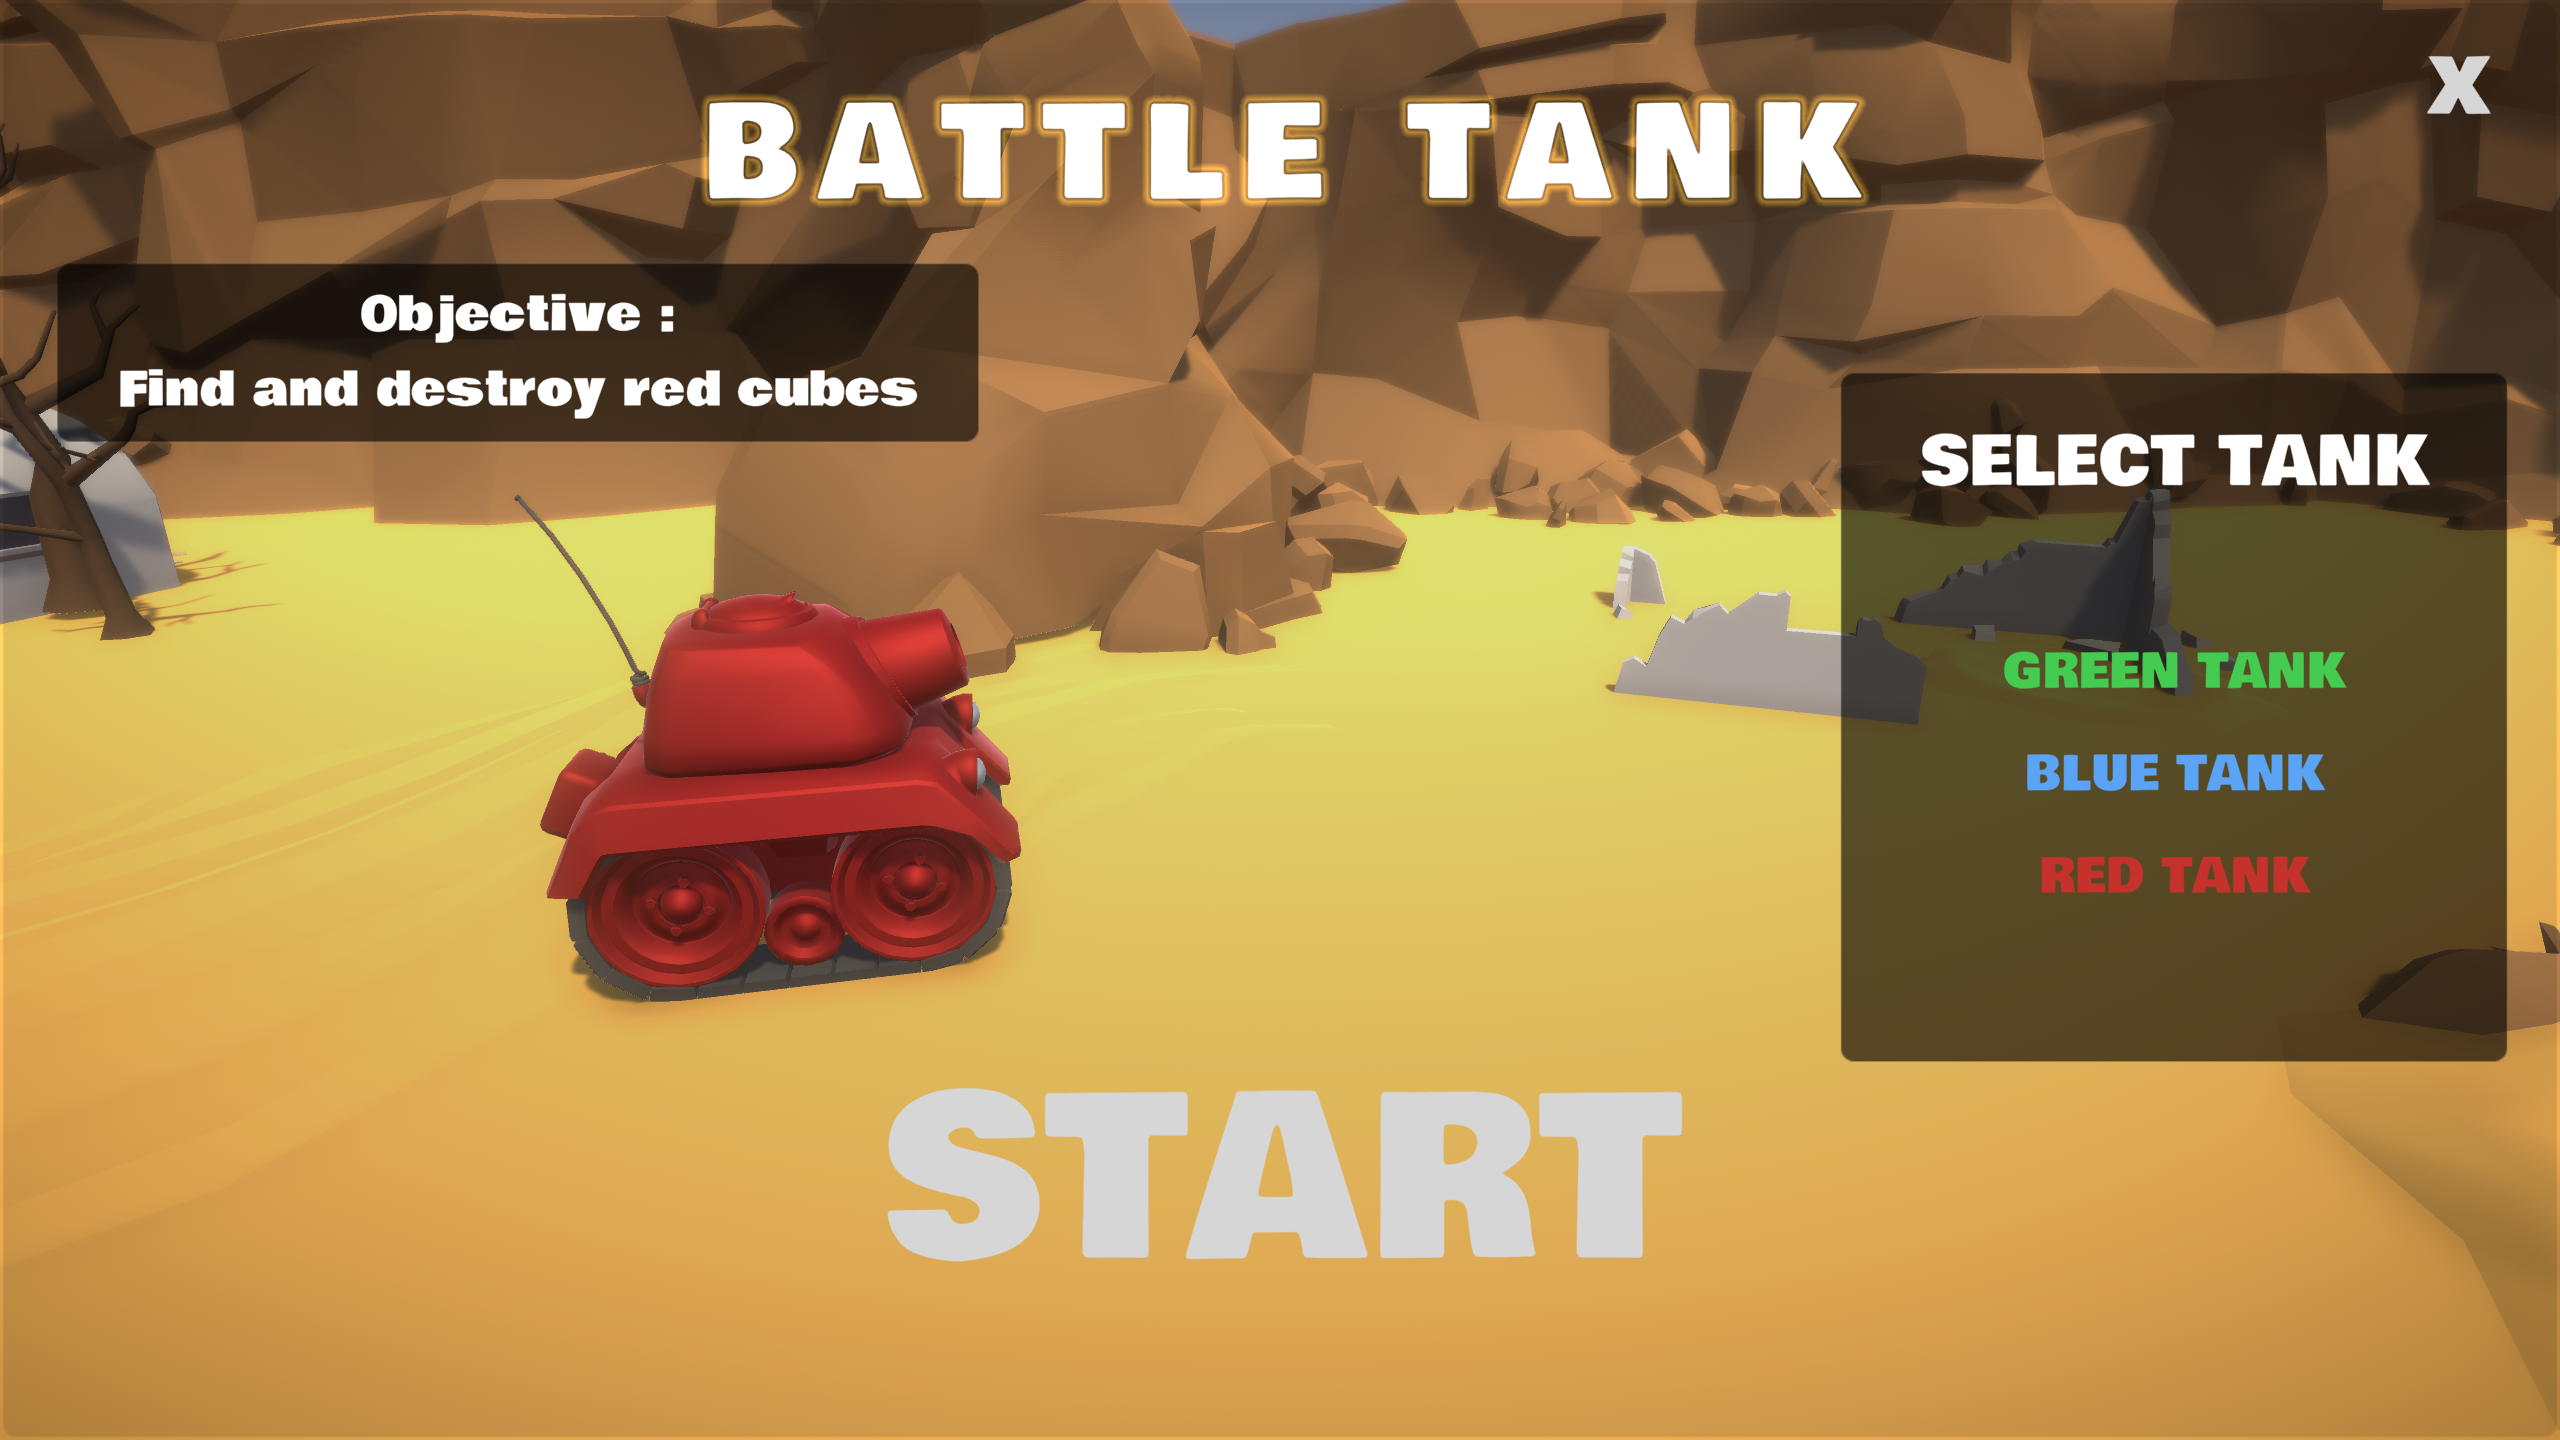 BATTLE TANK
X
Objective :
Find and destroy red cubes
SELECT TANK
GREEN TANK
BLUE TANK
RED TANK
START